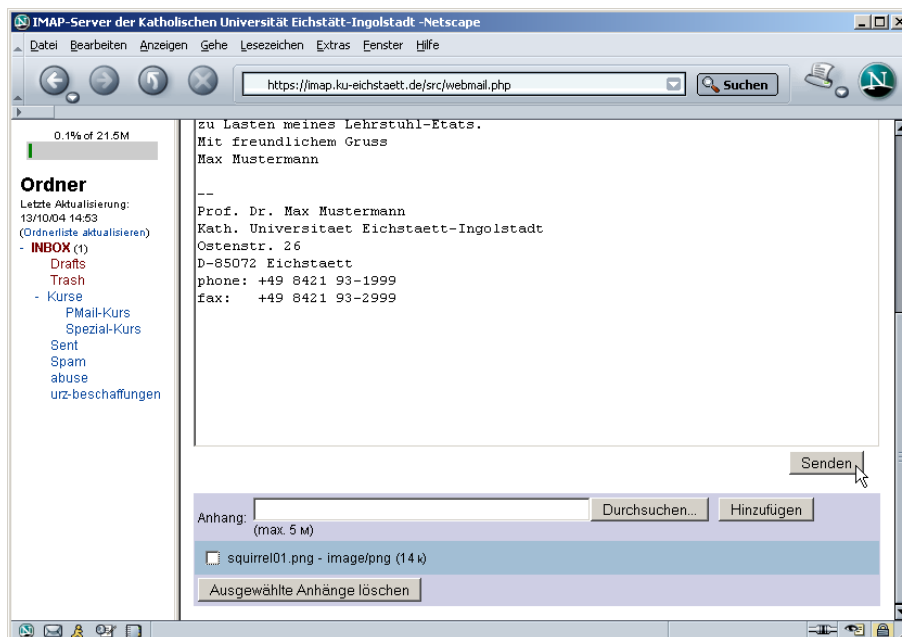 IMAP-Server der Katholischen Universität Eichstätt-Ingolstadt -Netscape
Datei Bearbeiten Anzeigen Gehe Lesezeichen Extras Fenster Hilfe
https://imap.ku-eichstaett.de/src/webmail.php
Suchen
N
0.1% of 21.5M
Ordner
Letzte Aktualisierung:
13/10/04 14:53
(Ordnerliste aktualisieren)
- INBOX (1)
Drafts
Trash
- Kurse
PMail-Kurs
Spezial-Kurs
Sent
Spam
abuse
urz-beschaffungen
zu Lasten meines Lehrstuhl-Etats.
Mit freundlichem Gruss
Max Mustermann
--
Prof. Dr. Max Mustermann
Kath. Universitaet Eichstaett-Ingolstadt
Ostenstr. 26
D-85072 Eichstaett
phone: +49 8421 93-1999
fax: +49 8421 93-2999
Senden
Anhang: Durchsuchen... Hinzufügen
(max. 5 M)
squirrel01.png - image/png (14 k)
Ausgewählte Anhänge löschen